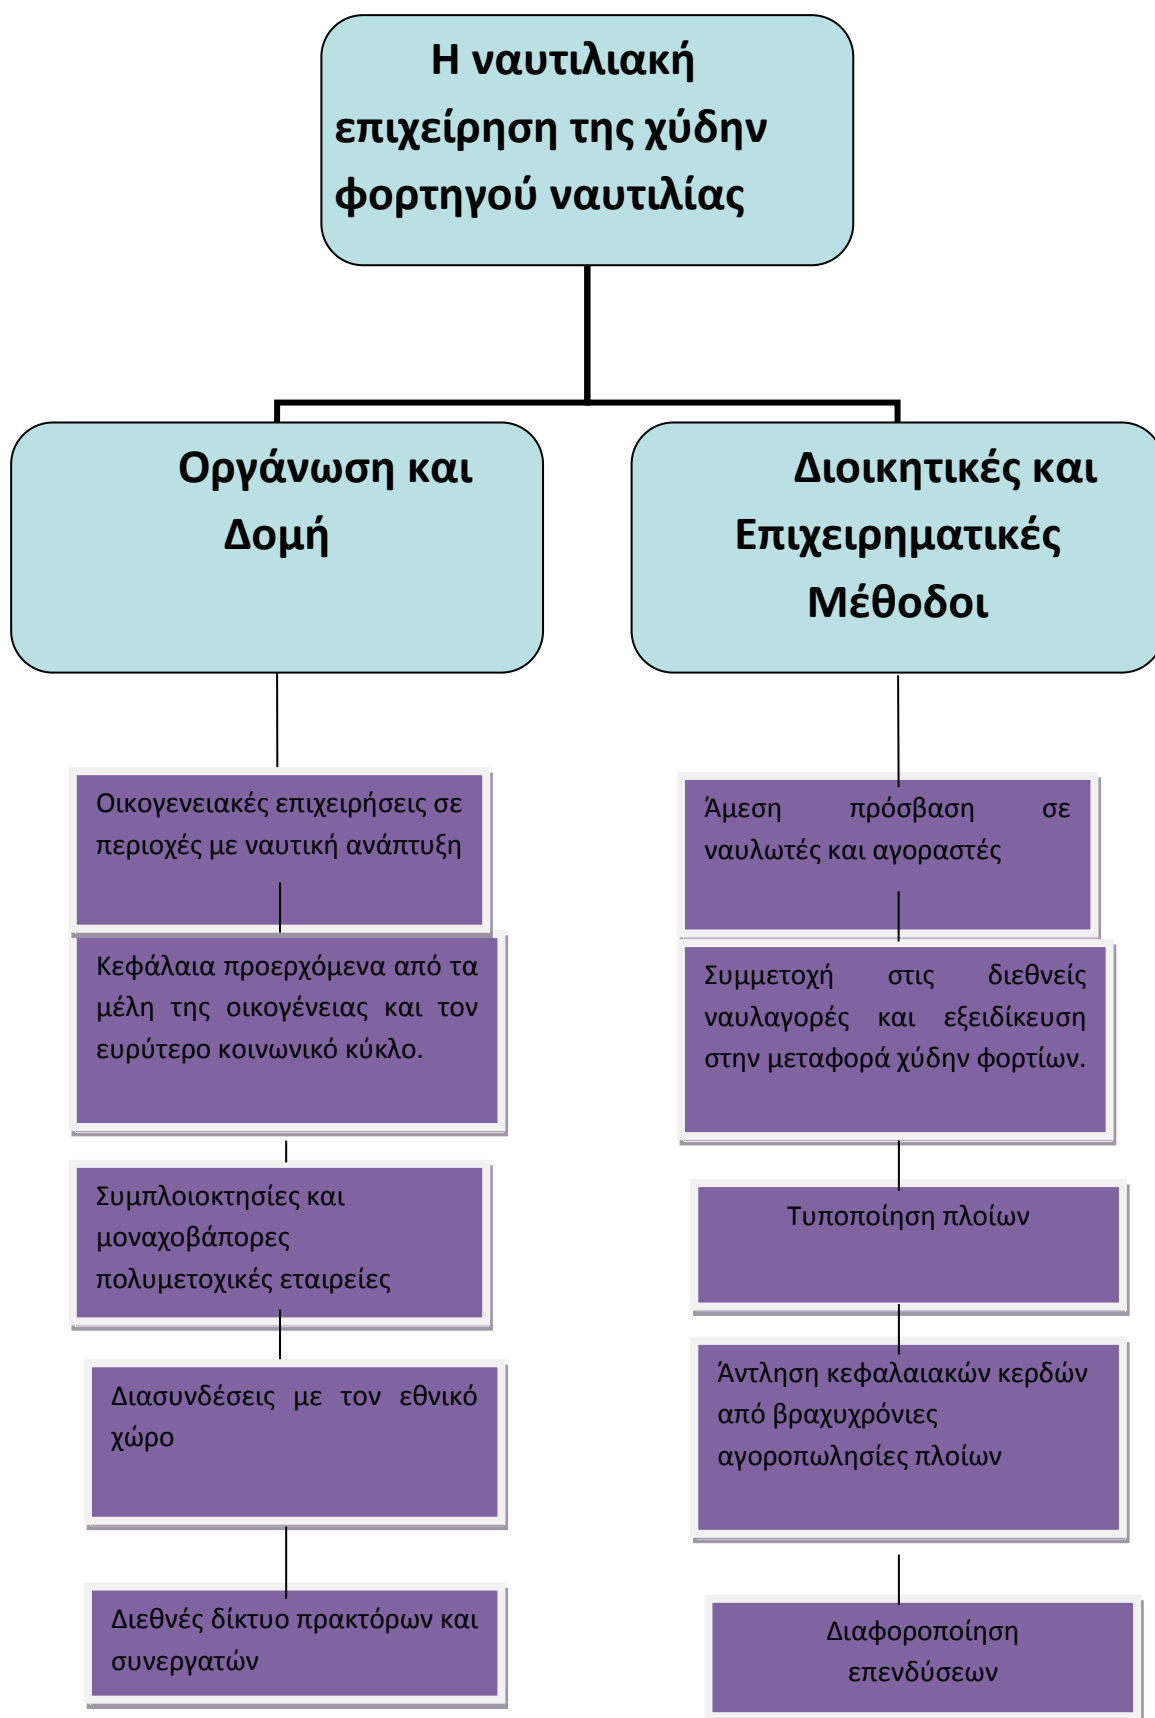 Η ναυτιλιακή
επιχείρηση της χύδην
φορτηγού ναυτιλίας
Οργάνωση και
Δομή
Οικογενειακές επιχειρήσεις σε
περιοχές με ναυτική ανάπτυξη
Κεφάλαια προερχόμενα από τα
μέλη της οικογένειας και τον
ευρύτερο κοινωνικό κύκλο.
Συμπλοιοκτησίες και
μοναχοβάπορες
πολυμετοχικές εταιρείες
Διασυνδέσεις με τον εθνικό
χώρο
Διεθνές δίκτυο πρακτόρων και
συνεργατών
Διοικητικές και
Επιχειρηματικές
Μέθοδοι
Άμεση πρόσβαση σε
ναυλωτές και αγοραστές
Συμμετοχή στις διεθνείς
ναυλαγορές και εξειδίκευση
στην μεταφορά χύδην φορτίων.
Τυποποίηση πλοίων
Άντληση κεφαλαιακών κερδών
από βραχυχρόνιες
αγοροπωλησίες πλοίων
Διαφοροποίηση
επενδύσεων